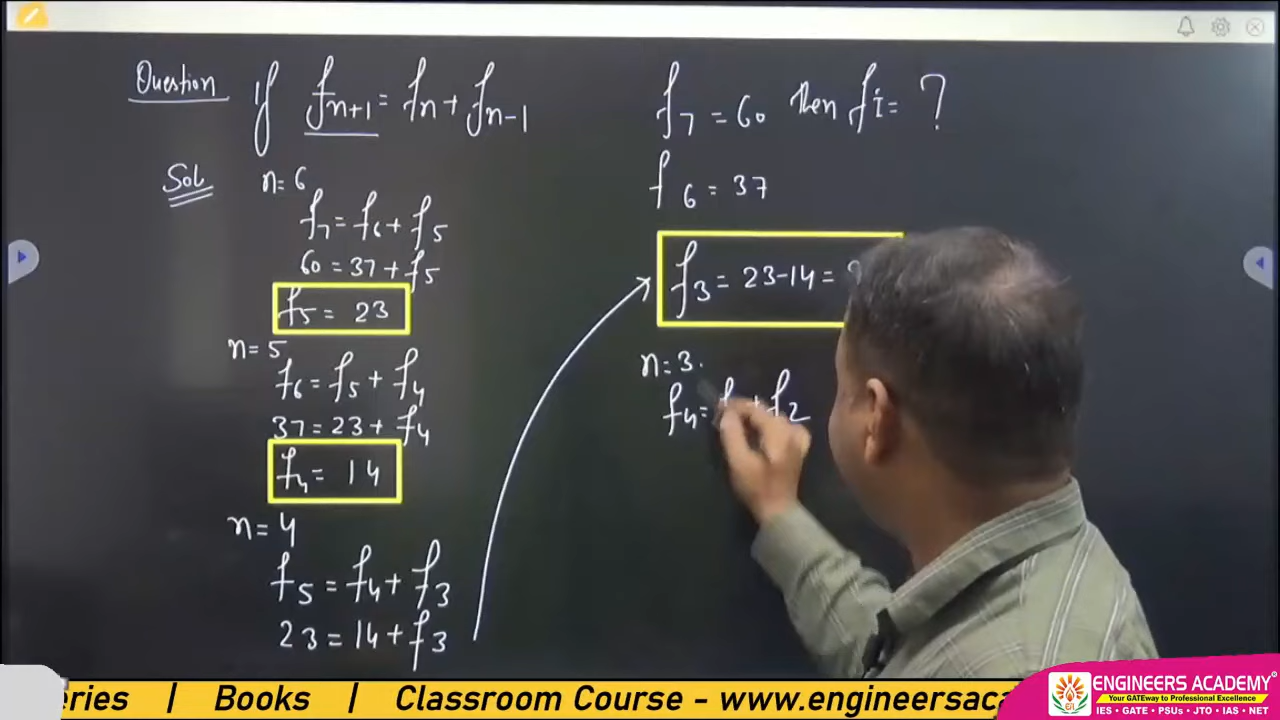 Question If fn+1 = fn + fn-1 f7 = 60 then f1 = ?
f6 = 37
Sol n = 6
f7 = f6 + f5
60 = 37 + f5
f5 = 23
n = 5
f6 = f5 + f4
37 = 23 + f4
f4 = 14
n = 4
f5 = f4 + f3
23 = 14 + f3
f3 = 23-14 =
n = 3.
f4 = + f2
eries | Books | Classroom Course - www.engineersac
ENGINEERS ACADEMY
Your GATEway to Professional Excellence
IES • GATE • PSUs • JTO • IAS • NET